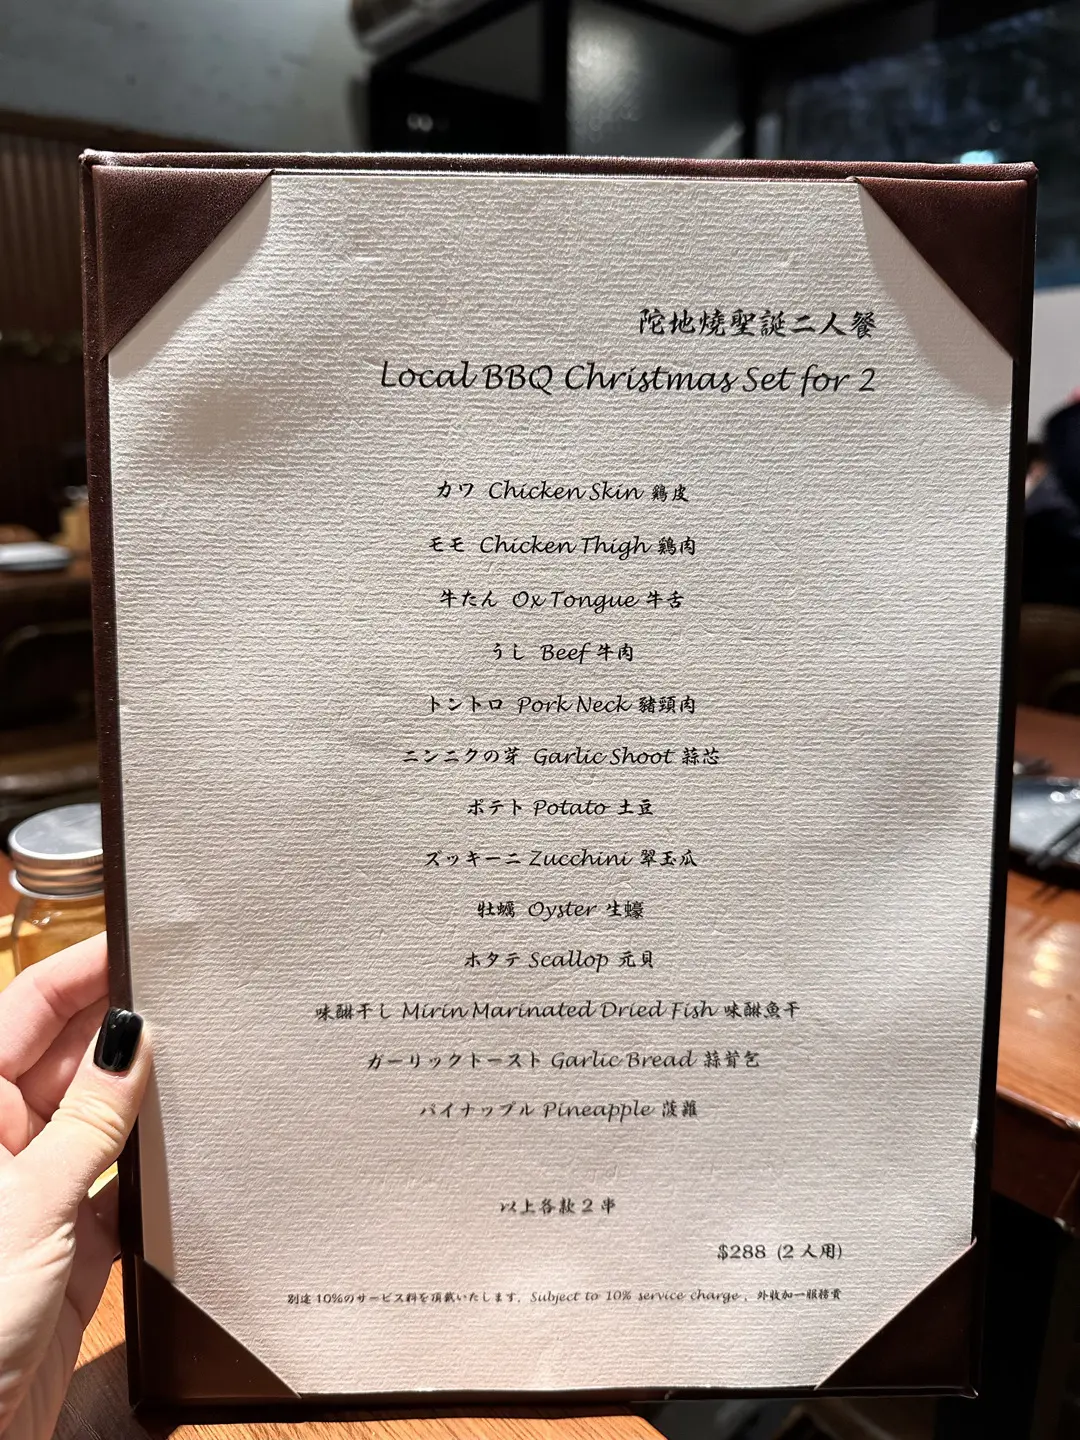 陀地燒聖誕二人餐
Local BBQ Christmas Set for 2
カワ Chicken Skin 鷄皮
モモ Chicken Thigh 鷄肉
牛たん Ox Tongue 牛舌
うし Beef 牛肉
トントロ Pork Neck 豬頸肉
ニンニクの芽 Garlic Shoot 蒜芯
ポテト Potato 土豆
ズッキーニ Zucchini 翠玉瓜
牡蠣 Oyster 生蠔
ホタテ Scallop 元貝
味醂干し Mirin Marinated Dried Fish 味醂魚干
ガーリックトースト Garlic Bread 蒜茸包
パイナップル Pineapple 菠蘿
以上各款 2 串
$288 (2 人用)
別途 10%のサービス料を頂戴いたします。Subject to 10% service charge 。外收加一服務費